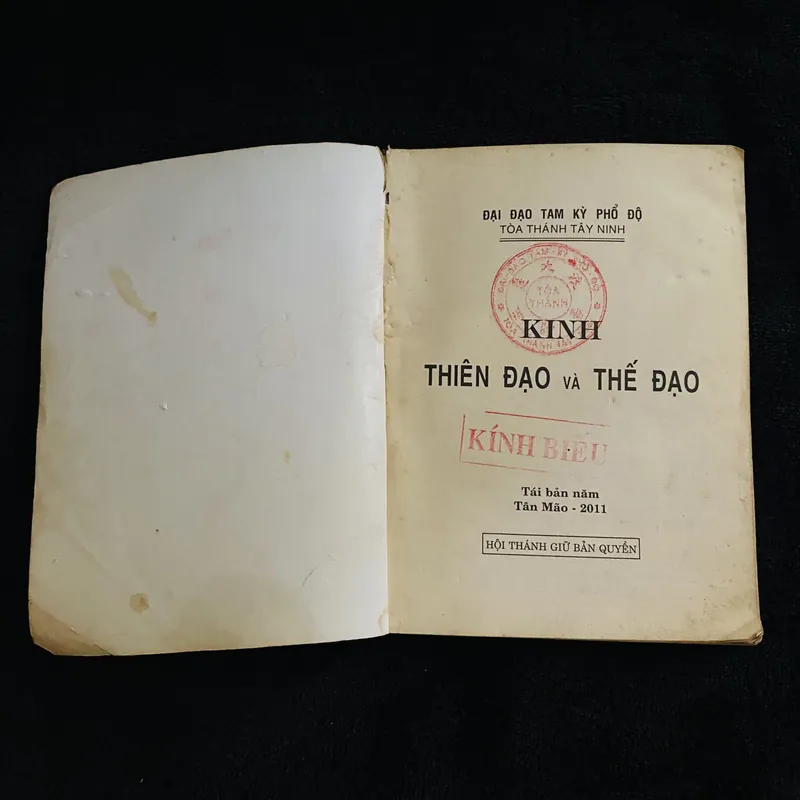 ĐẠI ĐẠO TAM KỲ PHỔ ĐỘ
TÒA THÁNH TÂY NINH
TÒA
THÁNH
KINH
THIÊN ĐẠO VÀ THẾ ĐẠO
KÍNH BIẾU
Tái bản năm
Tân Mão - 2011
HỘI THÁNH GIỮ BẢN QUYỀN